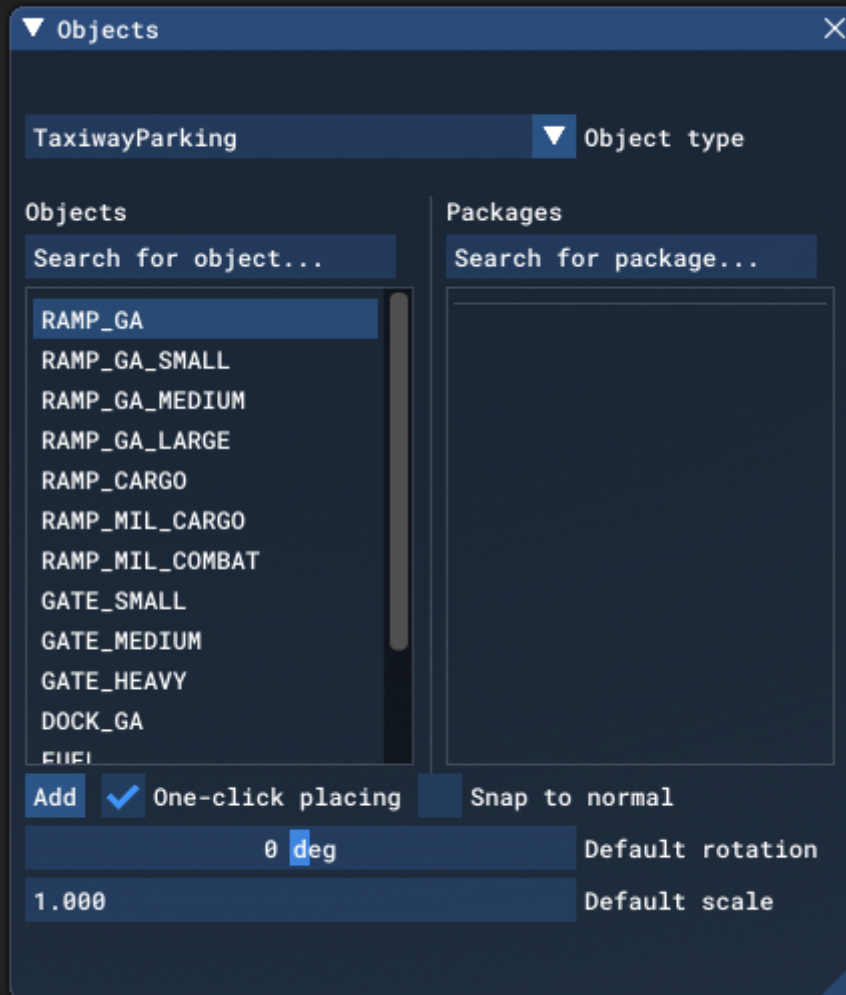 Objects
TaxiwayParking Object type
Objects
Search for object...
RAMP_GA
RAMP_GA_SMALL
RAMP_GA_MEDIUM
RAMP_GA_LARGE
RAMP_CARGO
RAMP_MIL_CARGO
RAMP_MIL_COMBAT
GATE_SMALL
GATE_MEDIUM
GATE_HEAVY
DOCK_GA
FUEL
Packages
Search for package...
Add One-click placing Snap to normal
0 deg Default rotation
1.000 Default scale